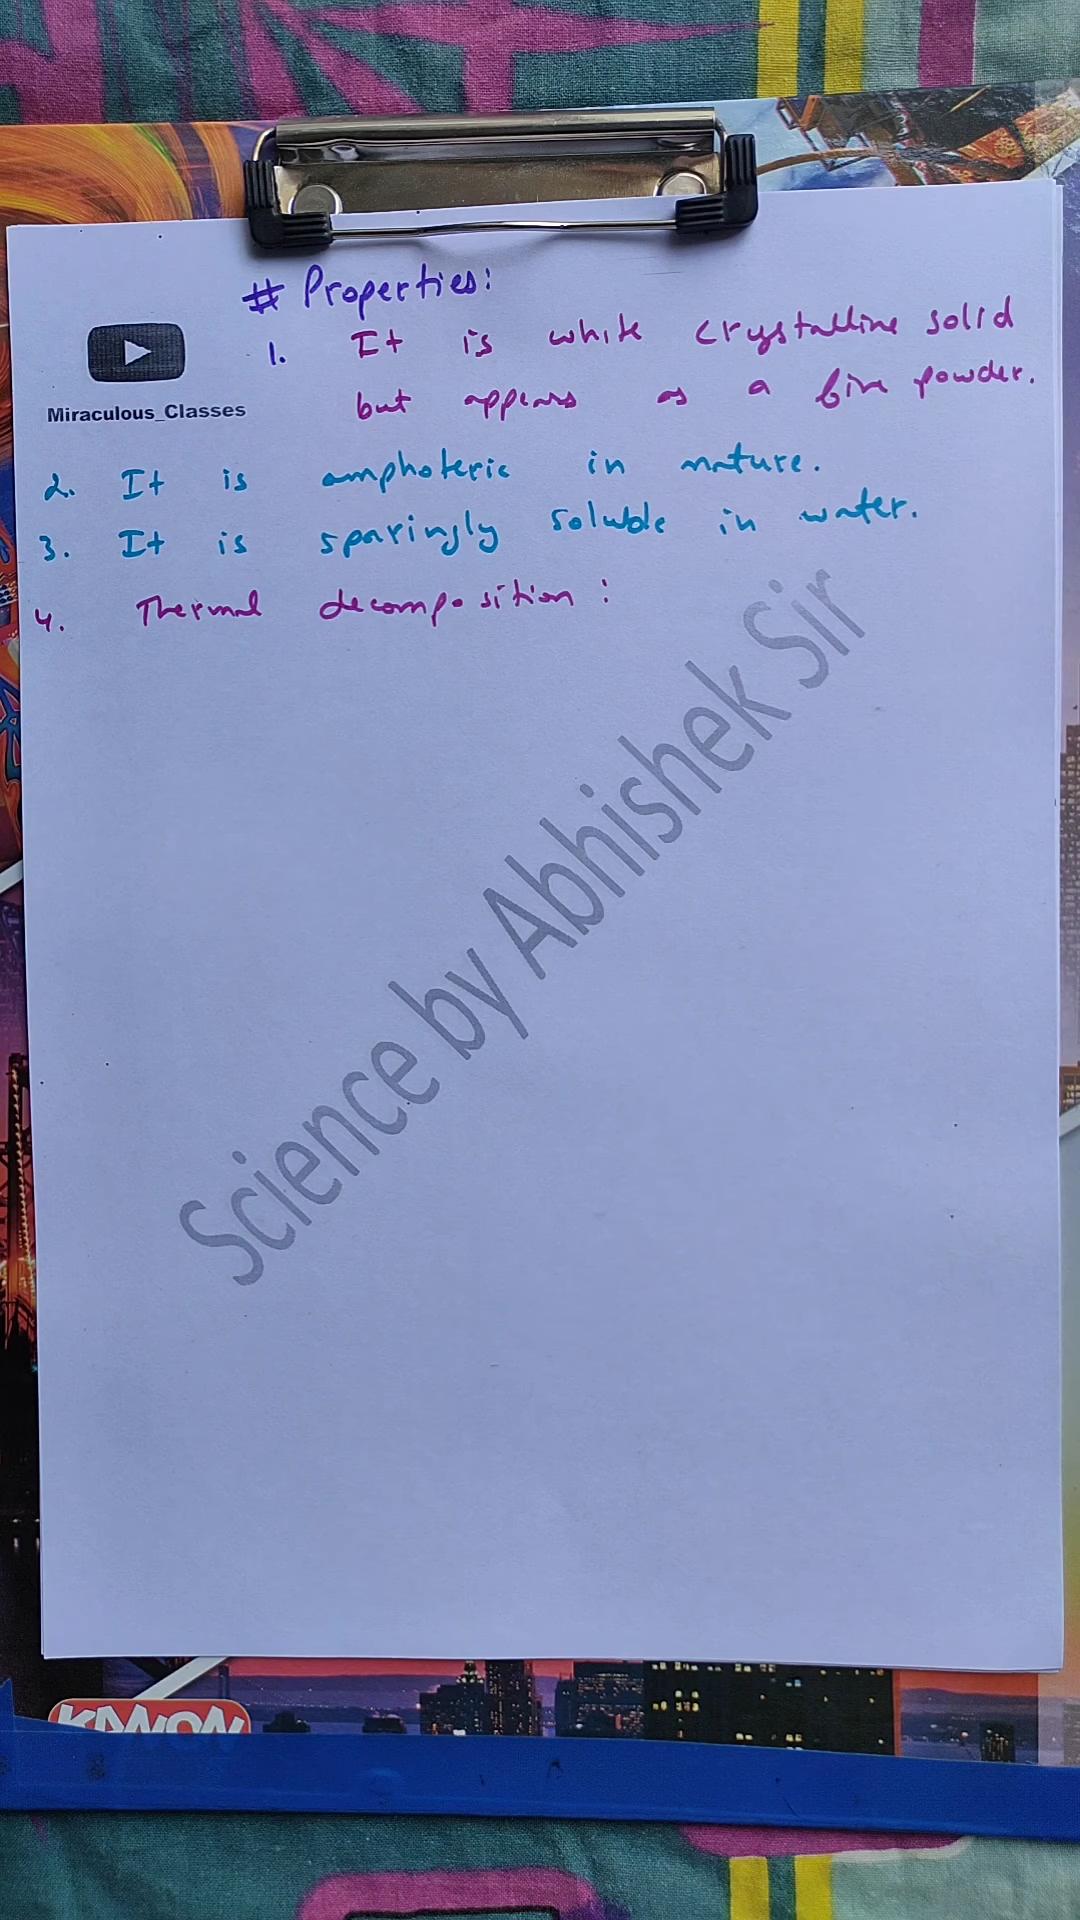 # Properties:
1. It is white crystalline solid
but appears as a fine powder.
Miraculous_Classes
2. It is amphoteric in nature.
3. It is sparingly soluble in water.
4. Thermal decomposition:
Science by Abhishek Sir